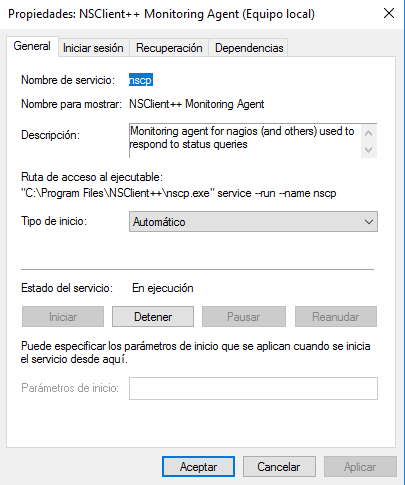 Propiedades: NSClient++ Monitoring Agent (Equipo local)
General Iniciar sesión Recuperación Dependencias
Nombre de servicio: nscp
Nombre para mostrar: NSClient++ Monitoring Agent
Descripción: Monitoring agent for nagios (and others) used to
respond to status queries
Ruta de acceso al ejecutable:
"C:\Program Files\NSClient++\nscp.exe" service --run --name nscp
Tipo de inicio: Automático
Estado del servicio: En ejecución
Iniciar Detener Pausar Reanudar
Puede especificar los parámetros de inicio que se aplican cuando se inicia
el servicio desde aquí.
Parámetros de inicio:
Aceptar Cancelar Aplicar